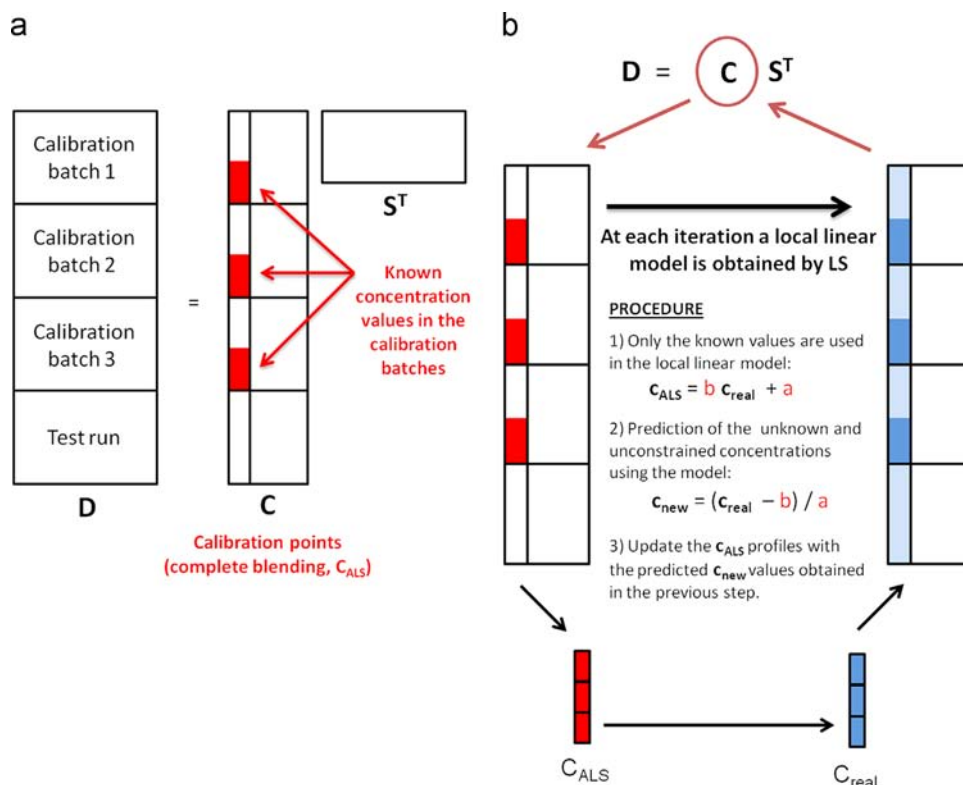 a
Calibration
batch 1
Calibration
batch 2
Calibration
batch 3
Test run
D
=
C
S^T
Known
concentration
values in the
calibration
batches
Calibration points
(complete blending, C_ALS)
b
D = C S^T
At each iteration a local linear
model is obtained by LS
PROCEDURE
1) Only the known values are used
in the local linear model:
c_ALS = b c_real + a
2) Prediction of the unknown and
unconstrained concentrations
using the model:
c_new = (c_real − b) / a
3) Update the c_ALS profiles with
the predicted c_new values obtained
in the previous step.
C_ALS
C_real